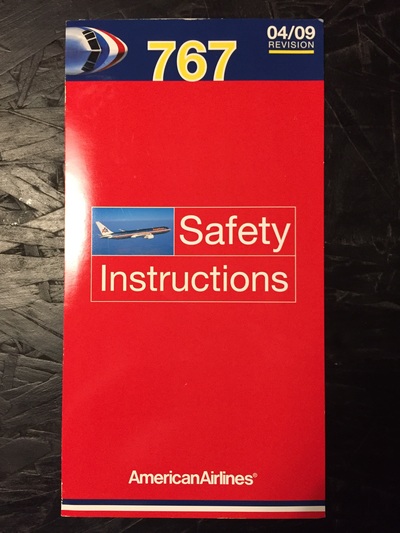 767
04/09
REVISION
Safety
Instructions
AmericanAirlines®